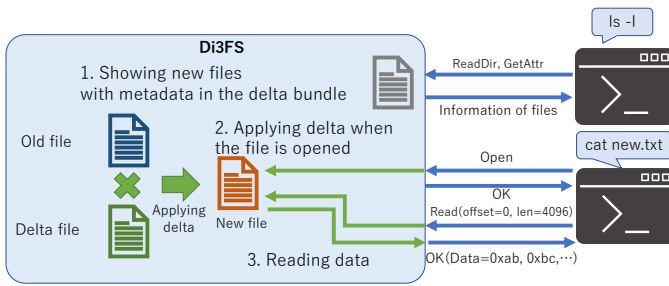 Di3FS
ls -l
1. Showing new files
with metadata in the delta bundle
ReadDir, GetAttr
Information of files
Old file
2. Applying delta when
the file is opened
cat new.txt
Open
OK
Applying
delta
New file
Read(offset=0, len=4096)
Delta file
3. Reading data
OK(Data=0xab, 0xbc,⋯)